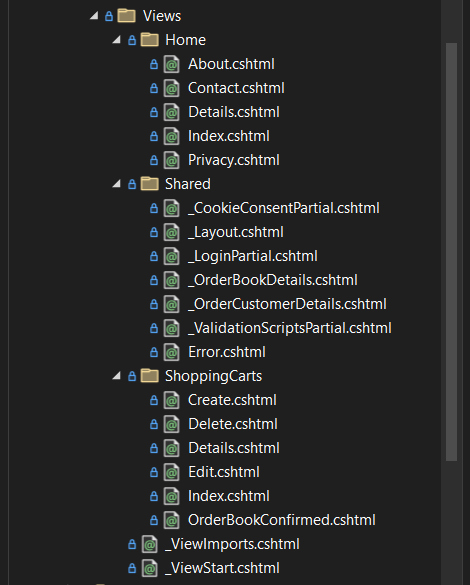 Views
Home
About.cshtml
Contact.cshtml
Details.cshtml
Index.cshtml
Privacy.cshtml
Shared
_CookieConsentPartial.cshtml
_Layout.cshtml
_LoginPartial.cshtml
_OrderBookDetails.cshtml
_OrderCustomerDetails.cshtml
_ValidationScriptsPartial.cshtml
Error.cshtml
ShoppingCarts
Create.cshtml
Delete.cshtml
Details.cshtml
Edit.cshtml
Index.cshtml
OrderBookConfirmed.cshtml
_ViewImports.cshtml
_ViewStart.cshtml